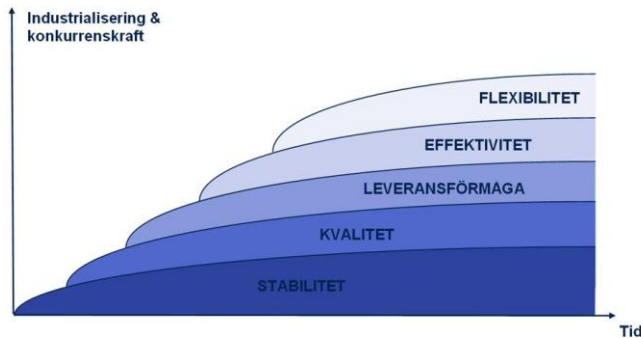 Industrialisering &
konkurrenskraft
FLEXIBILITET
EFFEKTIVITET
LEVERANSFÖRMÅGA
KVALITET
STABILITET
Tid